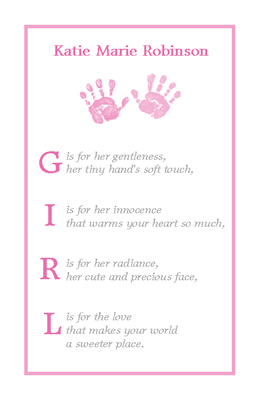 Katie Marie Robinson
G is for her gentleness,
her tiny hand's soft touch,
I is for her innocence
that warms your heart so much,
R is for her radiance,
her cute and precious face,
L is for the love
that makes your world
a sweeter place.